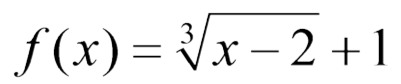 f(x) = ∛(x − 2) + 1